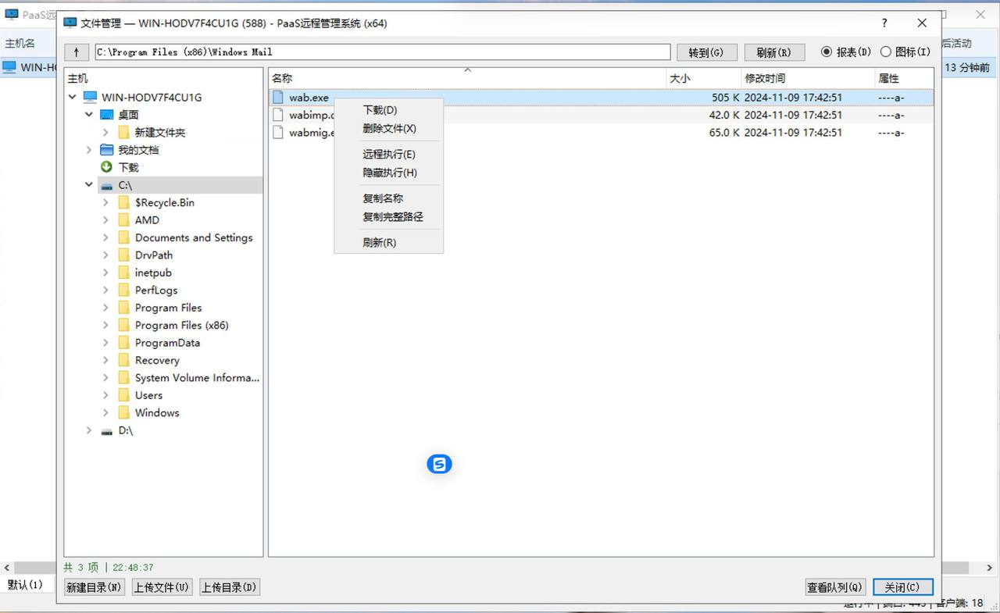 PaaS远
文件管理 — WIN-HODV7F4CU1G (588) - PaaS远程管理系统 (x64)
?
主机名
后活动
WIN-H
13 分钟前
↑
C:\Program Files (x86)\Windows Mail
转到(G)
刷新(R)
报表(D)
图标(I)
主机
WIN-HODV7F4CU1G
桌面
新建文件夹
我的文档
下载
C:\
$Recycle.Bin
AMD
Documents and Settings
DrvPath
inetpub
PerfLogs
Program Files
Program Files (x86)
ProgramData
Recovery
System Volume Informa...
Users
Windows
D:\
名称 大小 修改时间 属性
wab.exe 505 K 2024-11-09 17:42:51 ----a-
wabimp. 42.0 K 2024-11-09 17:42:51 ----a-
wabmig. 65.0 K 2024-11-09 17:42:51 ----a-
下载(D)
删除文件(X)
远程执行(E)
隐藏执行(H)
复制名称
复制完整路径
刷新(R)
S
共 3 项 | 22:48:37
默认(1)
新建目录(N)
上传文件(U)
上传目录(D)
查看队列(Q)
关闭(C)
运行中 | 端口: 443 | 客户端: 18